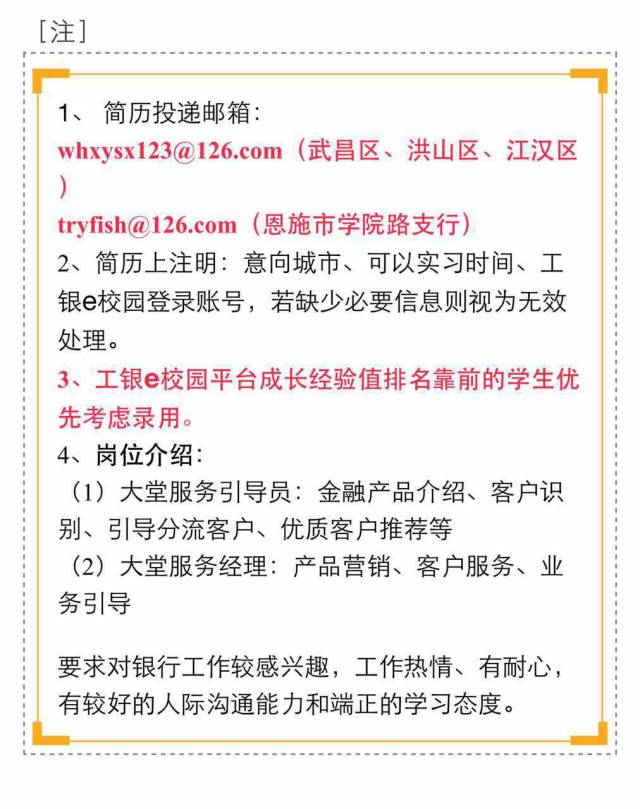 [注]
1、 简历投递邮箱：
whxysx123@126.com（武昌区、洪山区、江汉区
）
tryfish@126.com（恩施市学院路支行）
2、简历上注明：意向城市、可以实习时间、工
银e校园登录账号，若缺少必要信息则视为无效
处理。
3、工银e校园平台成长经验值排名靠前的学生优
先考虑录用。
4、岗位介绍：
（1）大堂服务引导员：金融产品介绍、客户识
别、引导分流客户、优质客户推荐等
（2）大堂服务经理：产品营销、客户服务、业
务引导
要求对银行工作较感兴趣，工作热情、有耐心，
有较好的人际沟通能力和端正的学习态度。